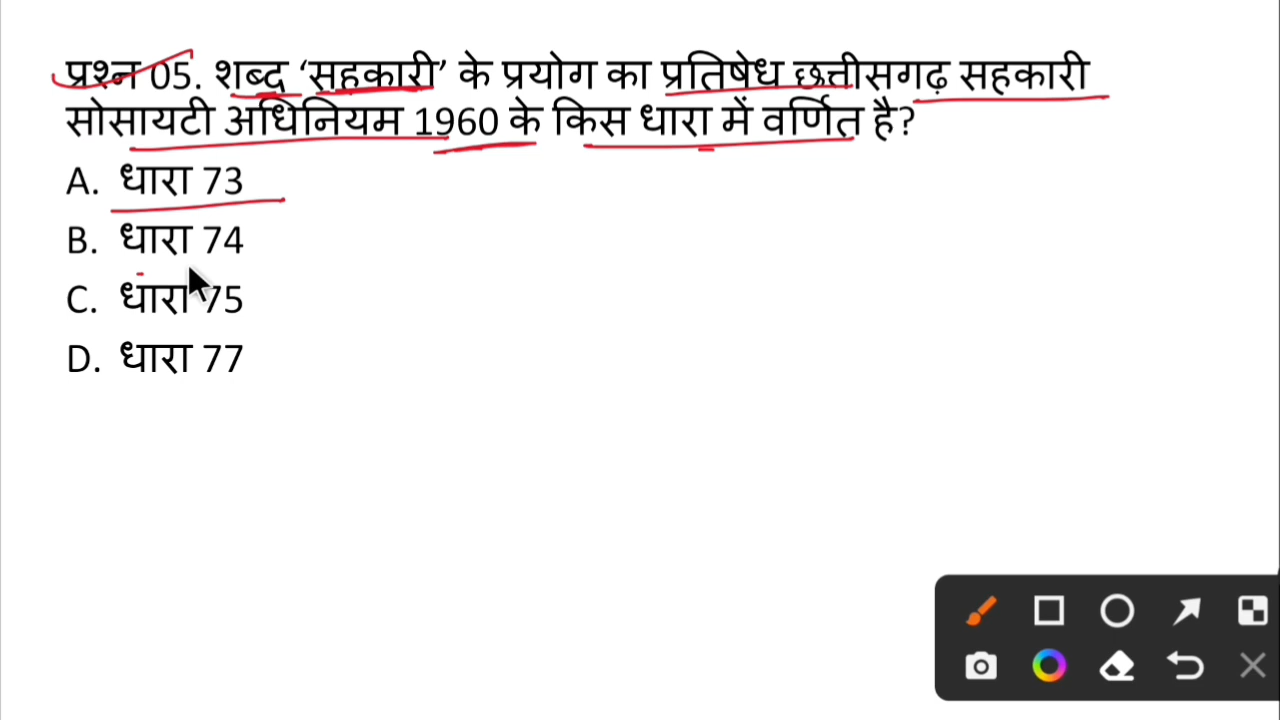 प्रश्न 05. शब्द ‘सहकारी’ के प्रयोग का प्रतिषेध छत्तीसगढ़ सहकारी
सोसायटी अधिनियम 1960 के किस धारा में वर्णित है?
A. धारा 73
B. धारा 74
C. धारा 75
D. धारा 77